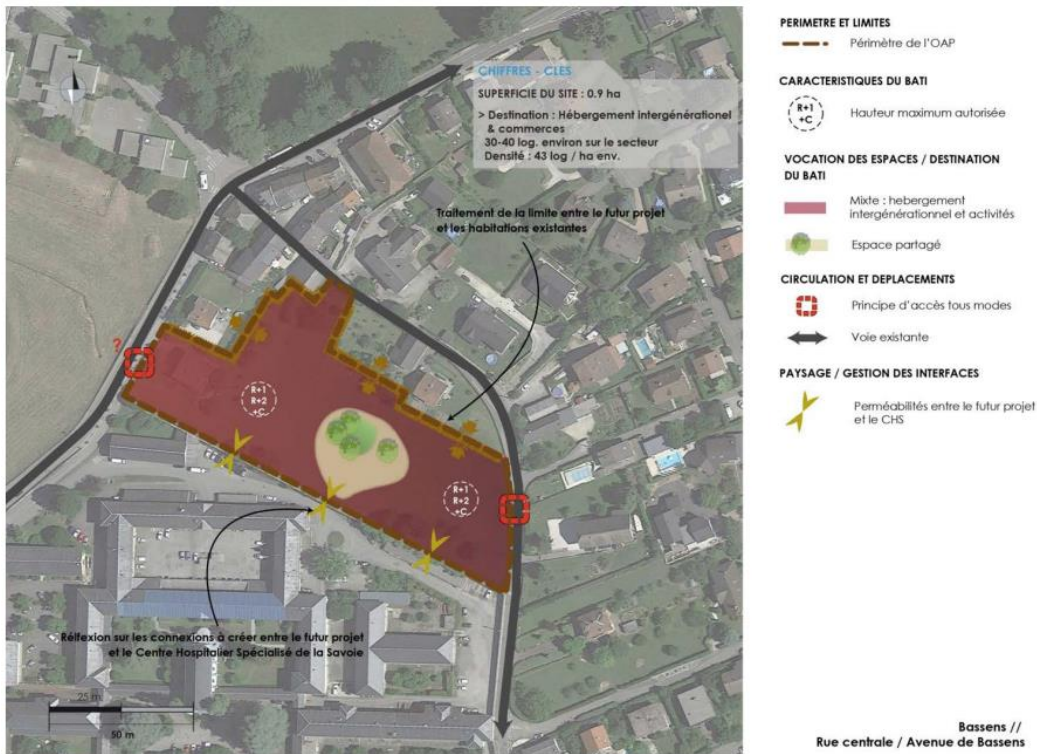 CHIFFRES - CLES
SUPERFICIE DU SITE : 0.9 ha
> Destination : Hébergement intergénérationel
& commerces
30-40 log. environ sur le secteur
Densité : 43 log / ha env.
Traitement de la limite entre le futur projet
et les habitations existantes
?
R+1
R+2
+C
R+1
R+2
+C
Rélfexion sur les connexions à créer entre le futur projet
et le Centre Hospitalier Spécialisé de la Savoie
25 m
50 m
PERIMETRE ET LIMITES
Périmètre de l'OAP
CARACTERISTIQUES DU BATI
R+1
+C
Hauteur maximum autorisée
VOCATION DES ESPACES / DESTINATION
DU BATI
Mixte : hebergement
intergénérationnel et activités
Espace partagé
CIRCULATION ET DEPLACEMENTS
Principe d'accès tous modes
Voie existante
PAYSAGE / GESTION DES INTERFACES
Perméabilités entre le futur projet
et le CHS
Bassens //
Rue centrale / Avenue de Bassens